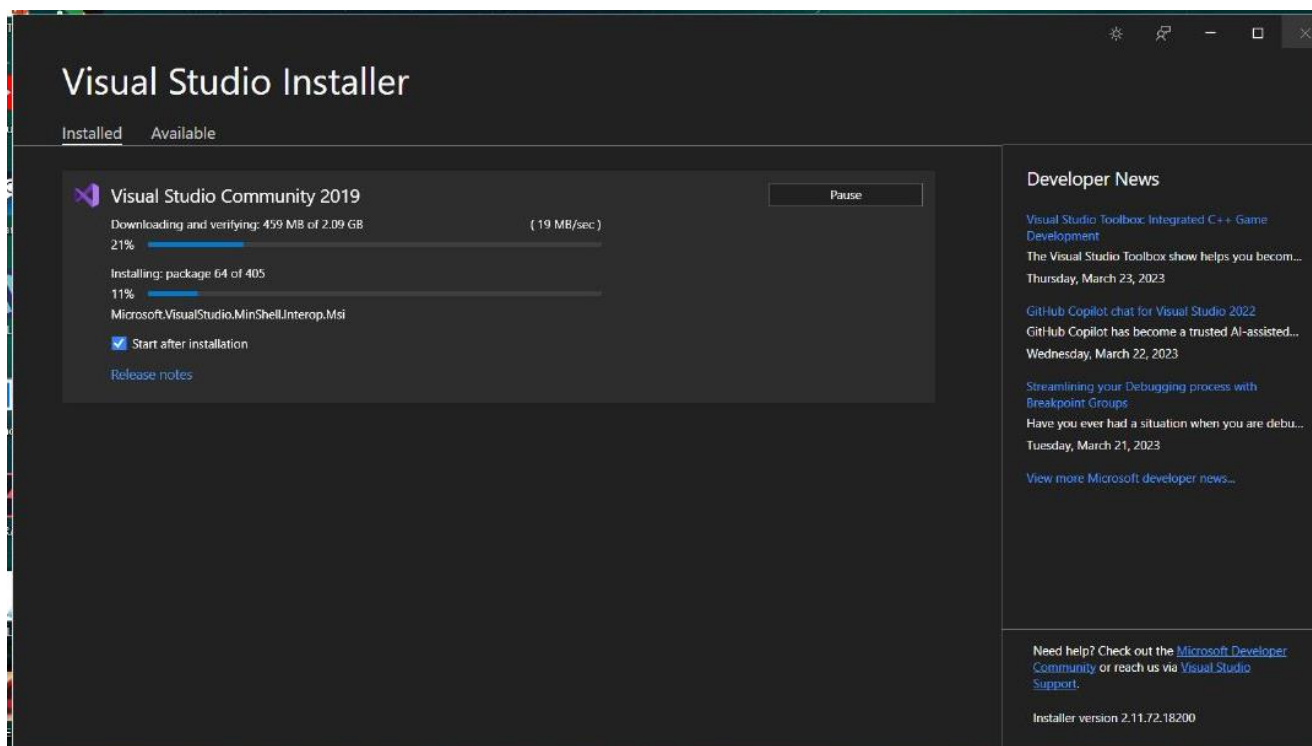 Visual Studio Installer
Installed Available
Visual Studio Community 2019
Pause
Downloading and verifying: 459 MB of 2.09 GB ( 19 MB/sec )
21%
Installing: package 64 of 405
11%
Microsoft.VisualStudio.MinShell.Interop.Msi
Start after installation
Release notes
Developer News
Visual Studio Toolbox: Integrated C++ Game
Development
The Visual Studio Toolbox show helps you becom...
Thursday, March 23, 2023
GitHub Copilot chat for Visual Studio 2022
GitHub Copilot has become a trusted AI-assisted...
Wednesday, March 22, 2023
Streamlining your Debugging process with
Breakpoint Groups
Have you ever had a situation when you are debu...
Tuesday, March 21, 2023
View more Microsoft developer news...
Need help? Check out the Microsoft Developer
Community or reach us via Visual Studio
Support.
Installer version 2.11.72.18200